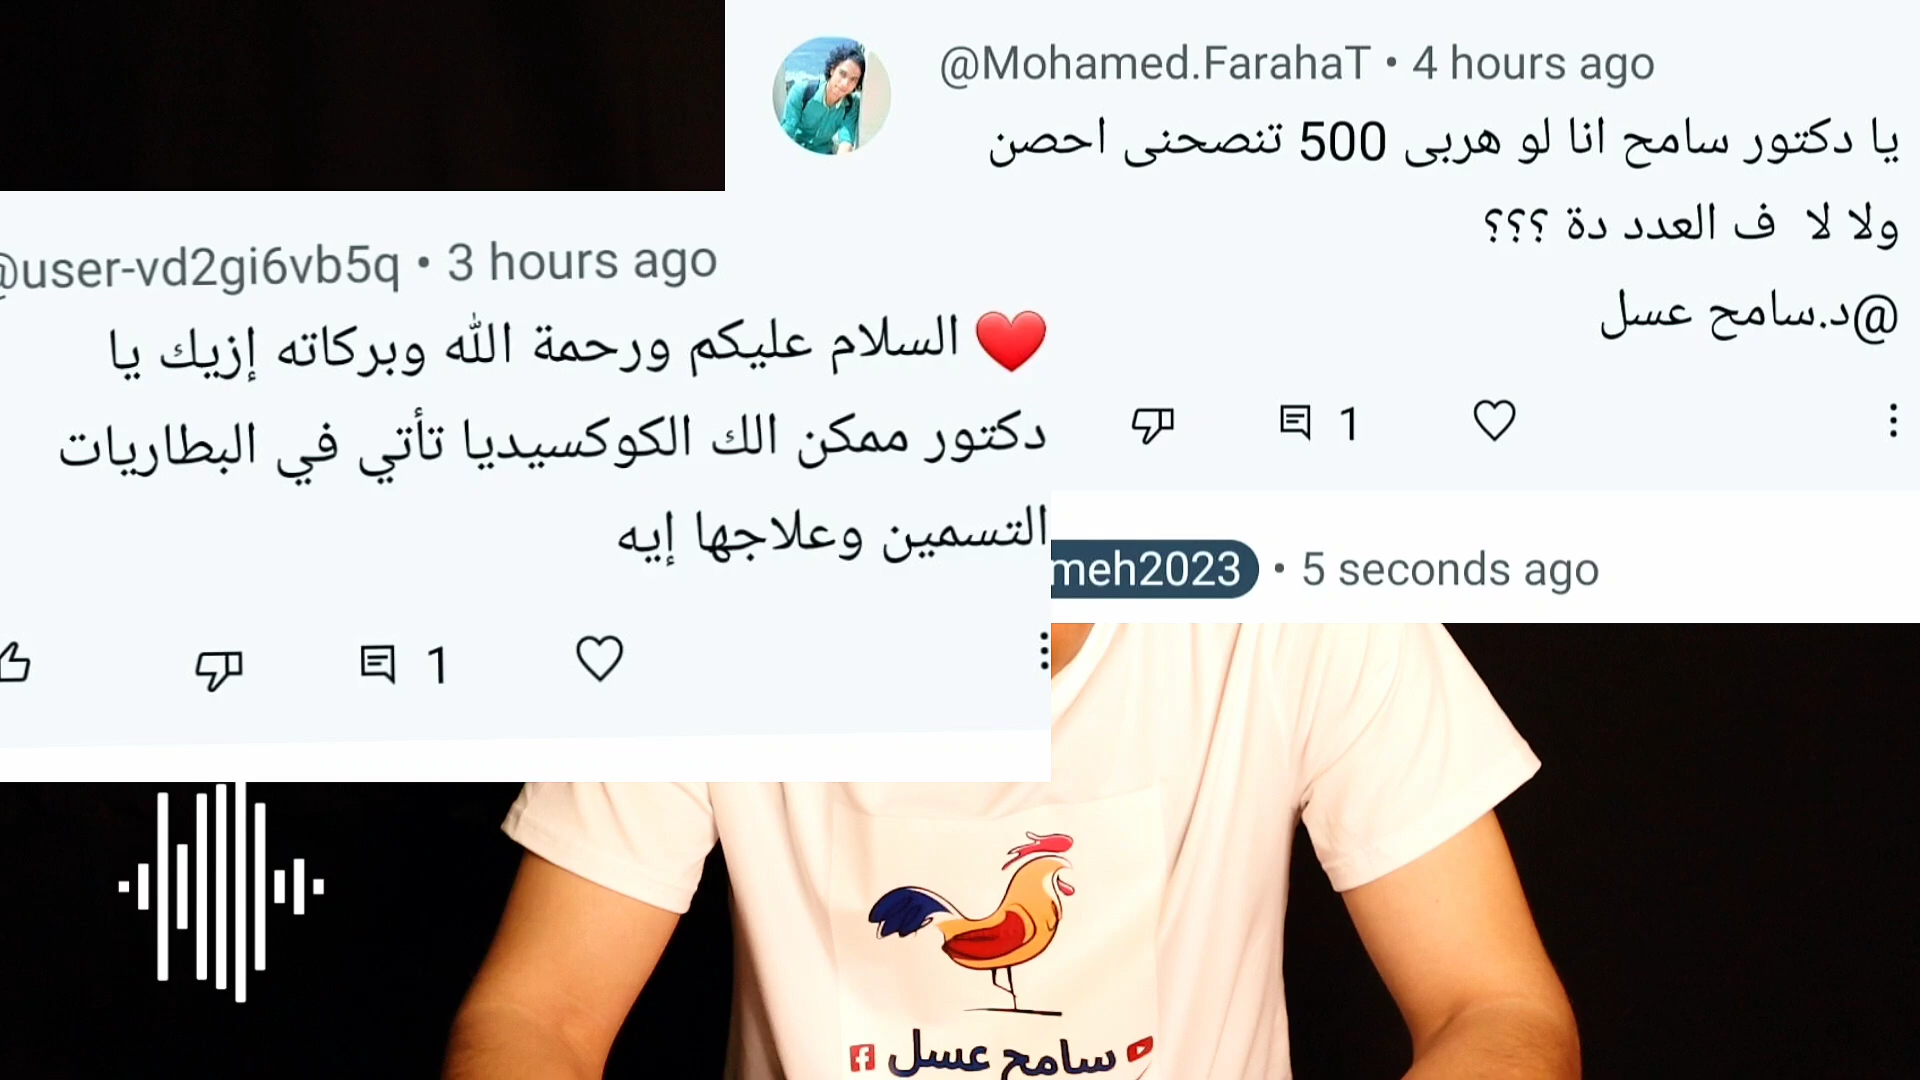 @Mohamed.FarahaT • 4 hours ago
يا دكتور سامح انا لو هربى 500 تنصحنى احصن
ولا لا ف العدد دة ؟؟؟
@د.سامح عسل
1
@user-vd2gi6vb5q • 3 hours ago
❤️ السلام عليكم ورحمة الله وبركاته إزيك يا
دكتور ممكن الك الكوكسيديا تأتي في البطاريات
التسمين وعلاجها إيه
1
meh2023 • 5 seconds ago
سامح عسل